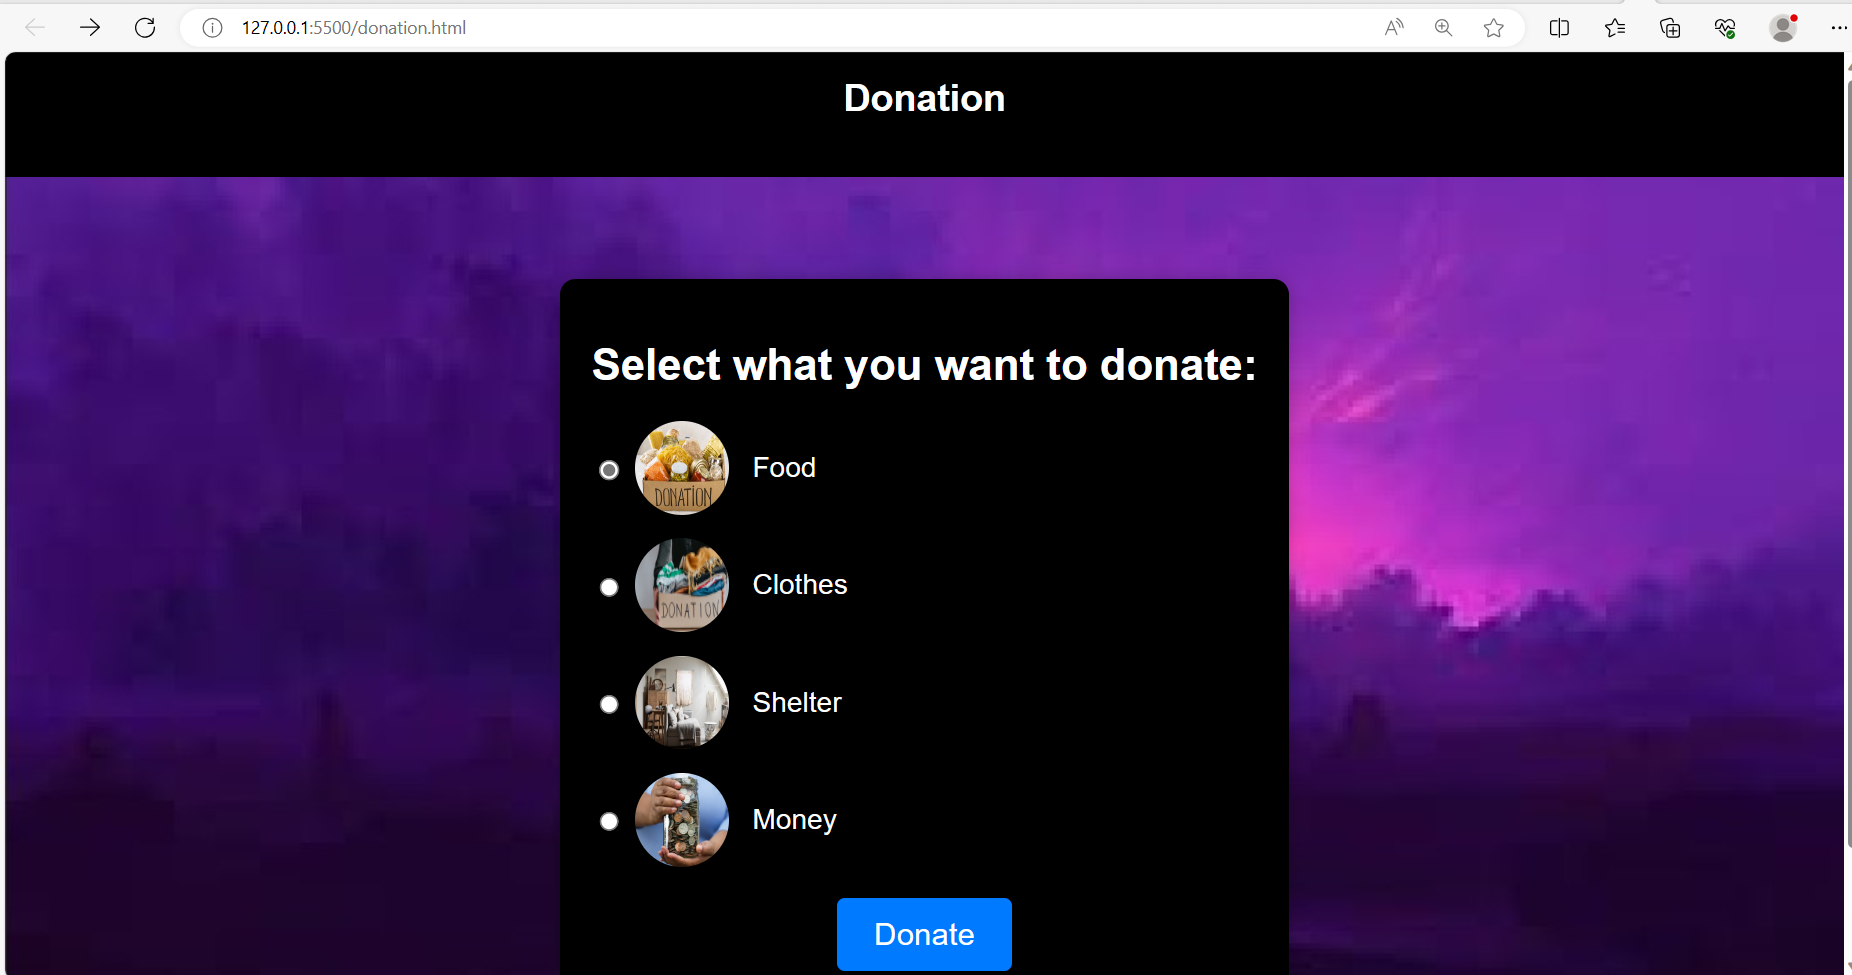 127.0.0.1:5500/donation.html
Donation
Select what you want to donate:
DONATION
Food
DONATION
Clothes
Shelter
Money
Donate